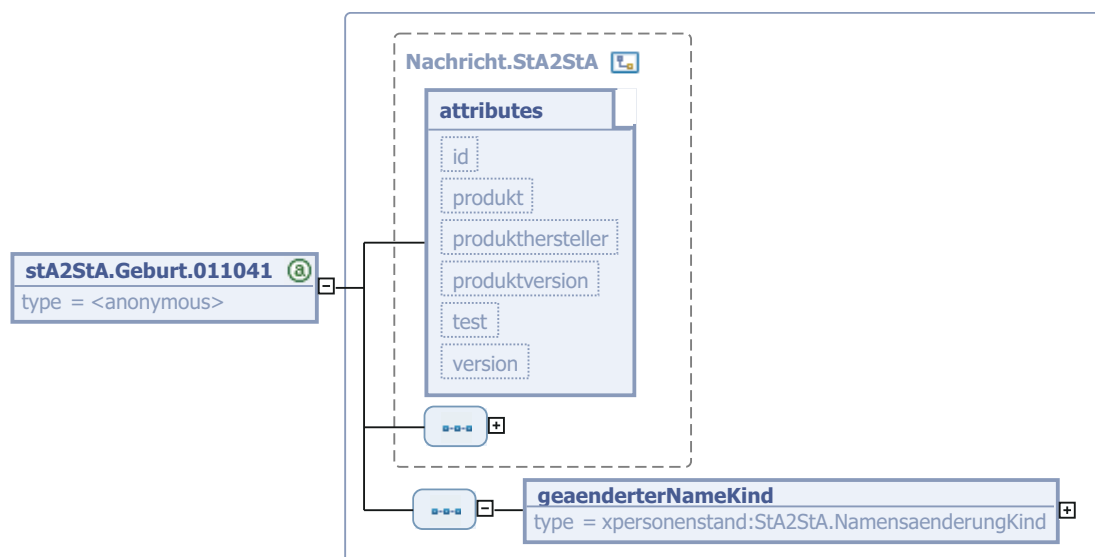 Nachricht.StA2StA
attributes
id
produkt
produkthersteller
produktversion
test
version
stA2StA.Geburt.011041 a
type = <anonymous>
geaenderterNameKind
type = xpersonenstand:StA2StA.NamensaenderungKind